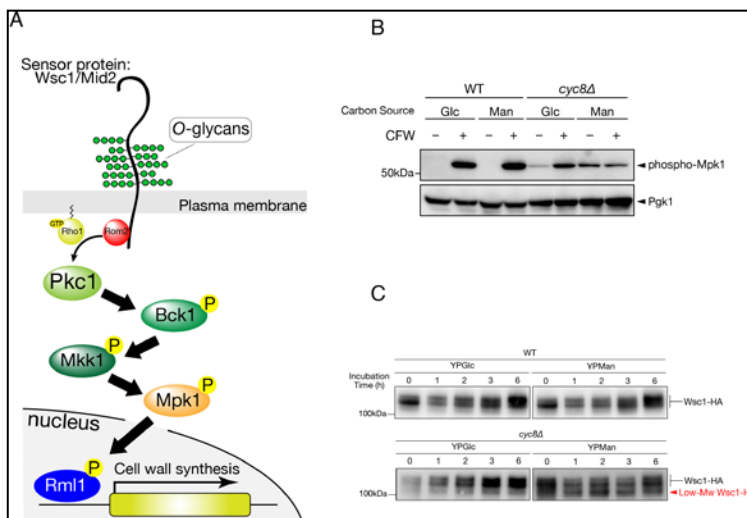 A
Sensor protein:
Wsc1/Mid2
O-glycans
Plasma membrane
GTP
Rho1
Rom2
Pkc1
Bck1
P
Mkk1
P
Mpk1
P
nucleus
Rml1
P
Cell wall synthesis
B
WT
cyc8Δ
Carbon Source
Glc
Man
Glc
Man
CFW
- + - + - + - +
50kDa
phospho-Mpk1
Pgk1
C
WT
YPGlc
YPMan
Incubation
Time (h)
0 1 2 3 6 0 1 2 3 6
100kDa
Wsc1-HA
cyc8Δ
YPGlc
YPMan
0 1 2 3 6 0 1 2 3 6
100kDa
Wsc1-HA
Low-Mw Wsc1-H